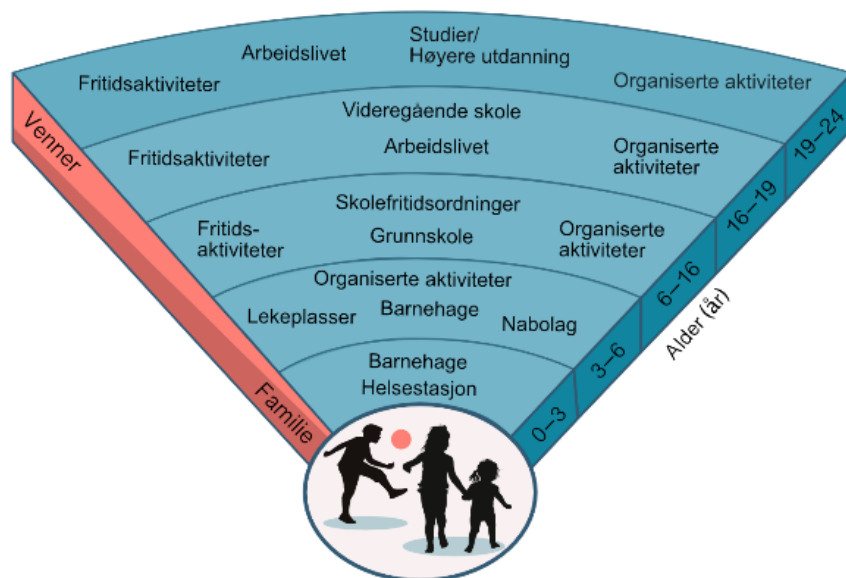 Studier/
Arbeidslivet Høyere utdanning
Fritidsaktiviteter Organiserte aktiviteter
Videregående skole
Fritidsaktiviteter Arbeidslivet Organiserte
aktiviteter
Skolefritidsordninger
Fritids-
aktiviteter Grunnskole Organiserte
aktiviteter
Organiserte aktiviteter
Lekeplasser Barnehage Nabolag
Barnehage
Helsestasjon
Venner
Familie
19–24
16–19
6–16
3–6
0–3
Alder (år)